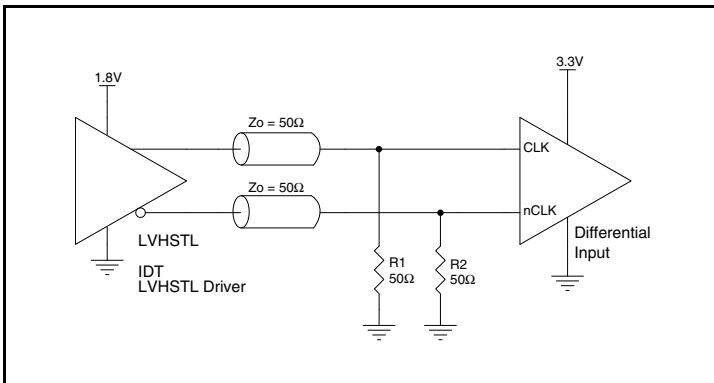 1.8V
3.3V
Zo = 50Ω
CLK
Zo = 50Ω
nCLK
LVHSTL
Differential
Input
IDT
LVHSTL Driver
R1
50Ω
R2
50Ω